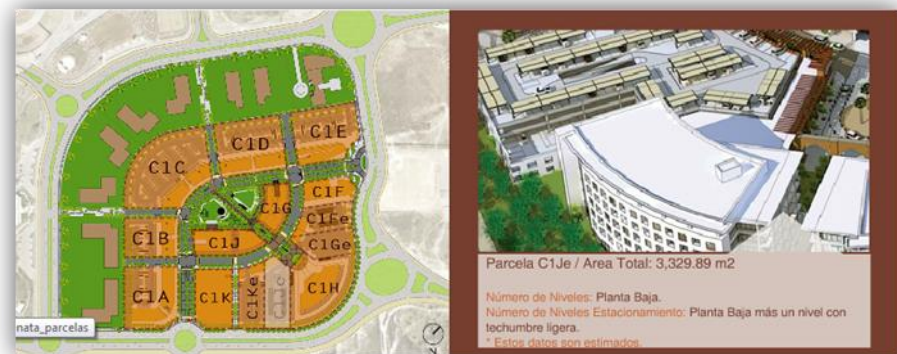 C1E
C1D
C1C
C1F
C1G
C1Fe
C1B
C1J
C1Ge
C1A
C1K
C1Ke
C1Je
C1H
nata_parcelas
Parcela C1Je / Area Total: 3,329.89 m2
Número de Niveles: Planta Baja.
Número de Niveles Estacionamiento: Planta Baja más un nivel con
techumbre ligera.
* Estos datos son estimados.